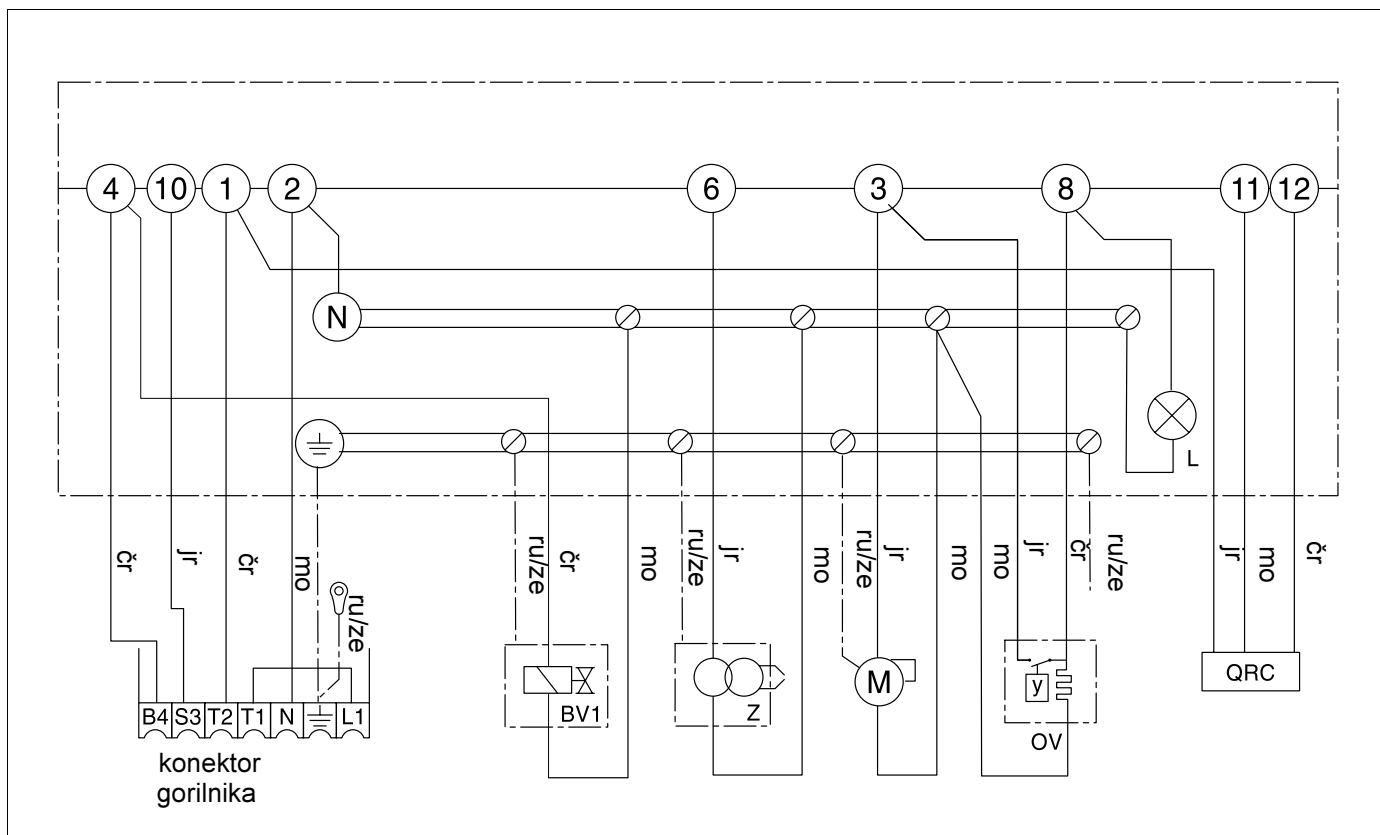 4 10 1 2 6 3 8 11 12
N
L
čr jr čr mo ru/ze ru/ze čr mo ru/ze jr mo ru/ze jr mo mo jr čr ru/ze jr mo čr
BV1 Z M y OV QRC
B4 S3 T2 T1 N L1
konektor
gorilnika